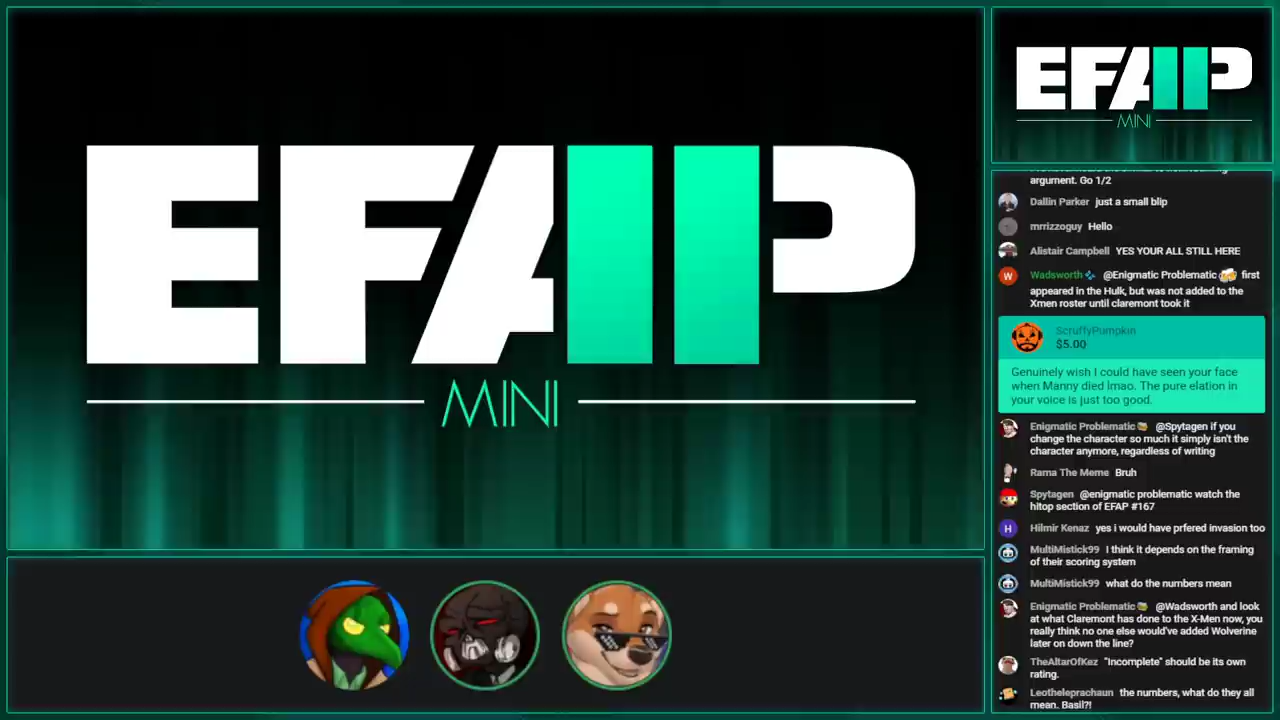 EFAP
MINI
EFAP
MINI
argument. Go 1/2
Dallin Parker just a small blip
mrrizzoguy Hello
Alistair Campbell YES YOUR ALL STILL HERE
W
Wadsworth @Enigmatic Problematic first
appeared in the Hulk, but was not added to the
Xmen roster until claremont took it
ScruffyPumpkin
$5.00
Genuinely wish I could have seen your face
when Manny died lmao. The pure elation in
your voice is just too good.
Enigmatic Problematic @Spytagen if you
change the character so much it simply isn't the
character anymore, regardless of writing
Rama The Meme Bruh
Spytagen @enigmatic problematic watch the
hitop section of EFAP #167
H
Hilmir Kenaz yes i would have prfered invasion too
MultiMistick99 I think it depends on the framing
of their scoring system
MultiMistick99 what do the numbers mean
Enigmatic Problematic @Wadsworth and look
at what Claremont has done to the X-Men now, you
really think no one else would've added Wolverine
later on down the line?
TheAltarOfKez "Incomplete" should be its own
rating.
Leotheleprachaun the numbers, what do they all
mean. Basil?!